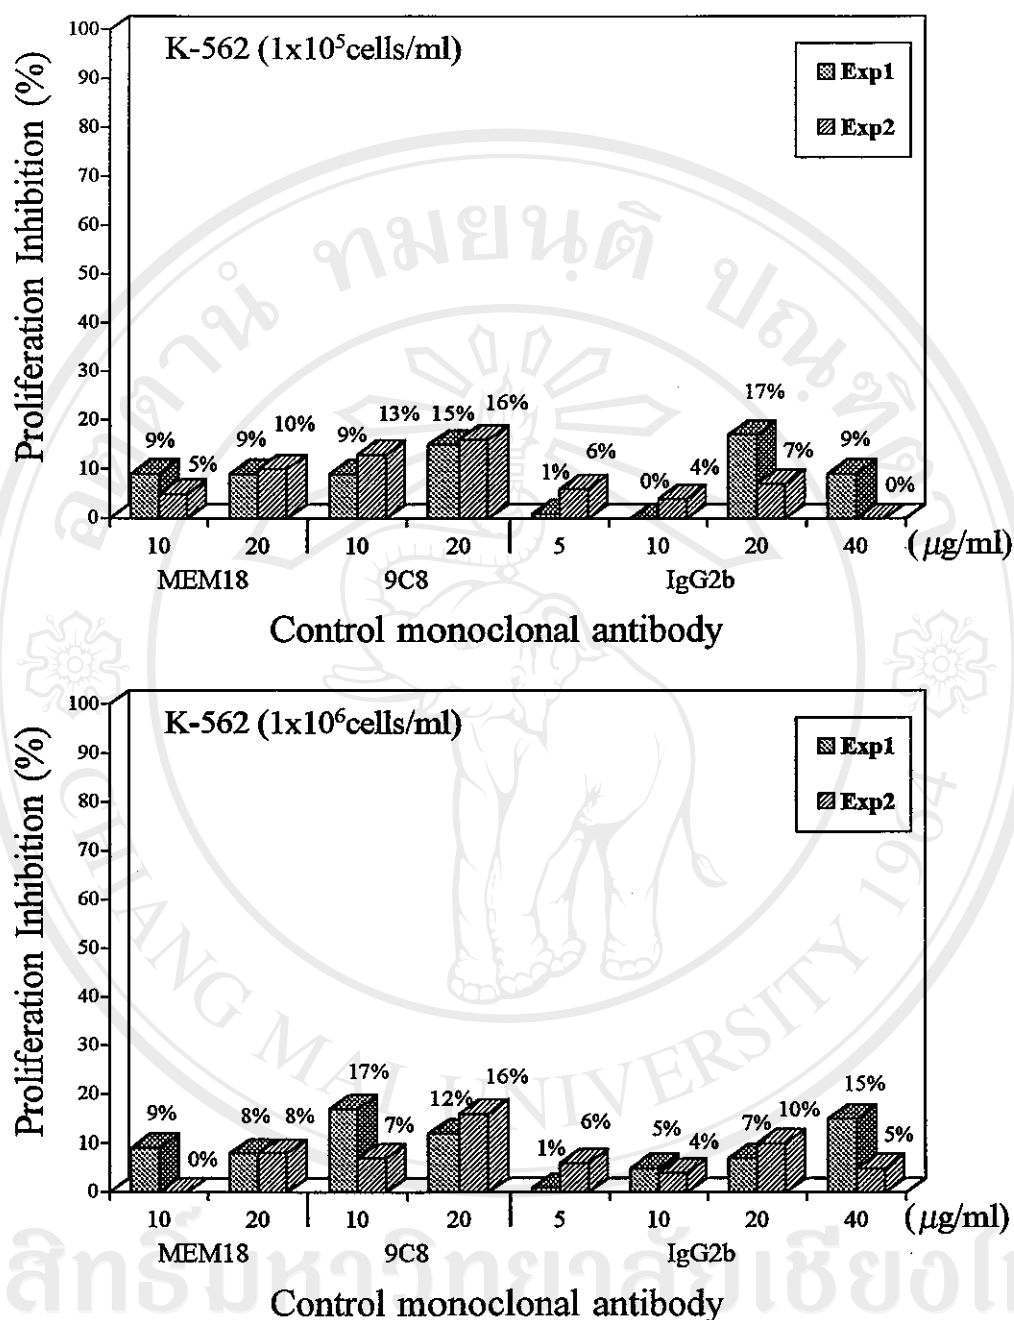 K-562 (1x10⁵cells/ml)
Exp1
Exp2
Proliferation Inhibition (%)
100
90
80
70
60
50
40
30
20
10
0
9% 5% 9% 10% 9% 13% 15% 16% 1% 6% 0% 4% 17% 7% 9% 0%
10 20 10 20 5 10 20 40 (μg/ml)
MEM18 9C8 IgG2b
Control monoclonal antibody
K-562 (1x10⁶cells/ml)
Exp1
Exp2
Proliferation Inhibition (%)
100
90
80
70
60
50
40
30
20
10
0
9% 0% 8% 8% 17% 7% 12% 16% 1% 6% 5% 4% 7% 10% 15% 5%
10 20 10 20 5 10 20 40 (μg/ml)
MEM18 9C8 IgG2b
Control monoclonal antibody
CHIANG MAI UNIVERSITY 1964